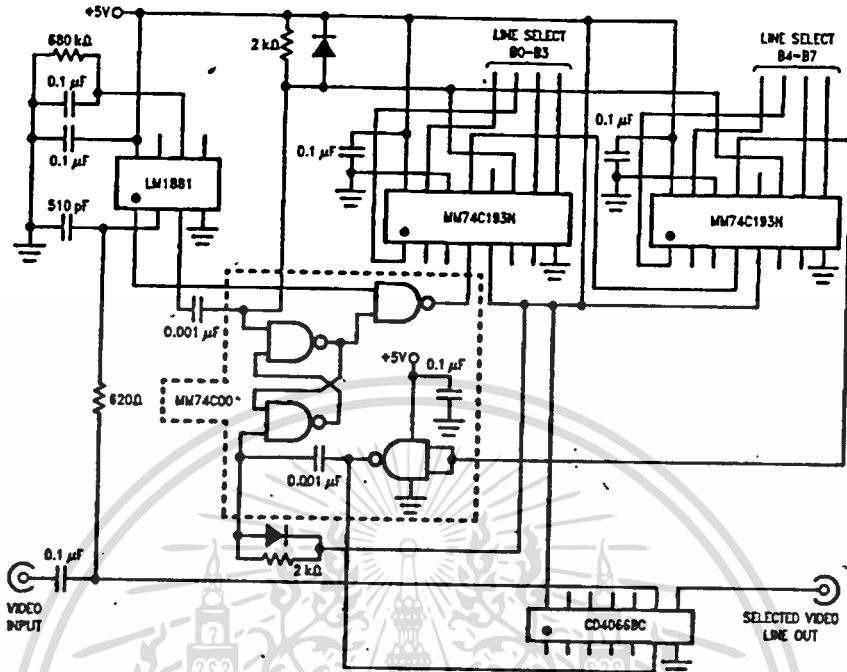 +5V
680 kΩ
0.1 µF
0.1 µF
510 pF
LM1881
2 kΩ
LINE SELECT
B0-B3
LINE SELECT
B4-B7
0.1 µF
0.1 µF
MM74C193N
MM74C193N
0.001 µF
+5V
0.1 µF
MM74C00
620Ω
0.001 µF
2 kΩ
0.1 µF
VIDEO
INPUT
CD4066BC
SELECTED VIDEO
LINE OUT